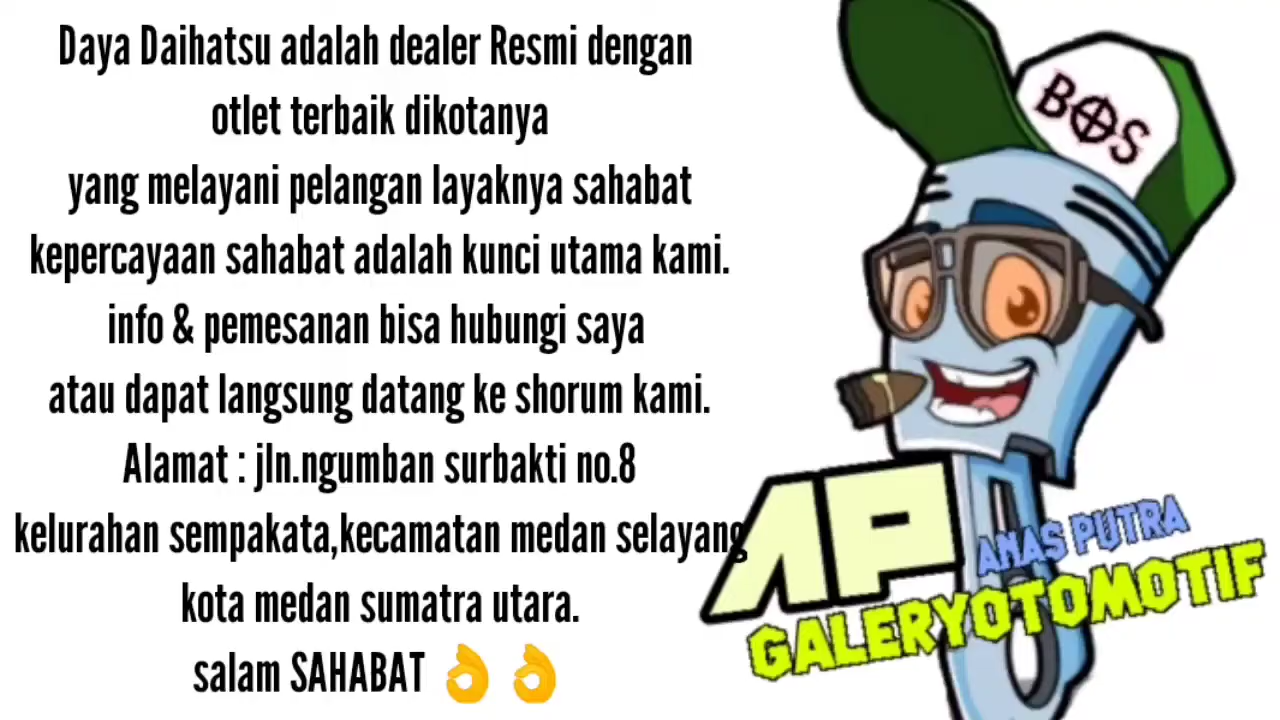 Daya Daihatsu adalah dealer Resmi dengan
otlet terbaik dikotanya
yang melayani pelangan layaknya sahabat
kepercayaan sahabat adalah kunci utama kami.
info & pemesanan bisa hubungi saya
atau dapat langsung datang ke shorum kami.
Alamat : jln.ngumban surbakti no.8
kelurahan sempakata,kecamatan medan selayang
kota medan sumatra utara.
salam SAHABAT 👌👌
BOS
AP
ANAS PUTRA
GALERYOTOMOTIF